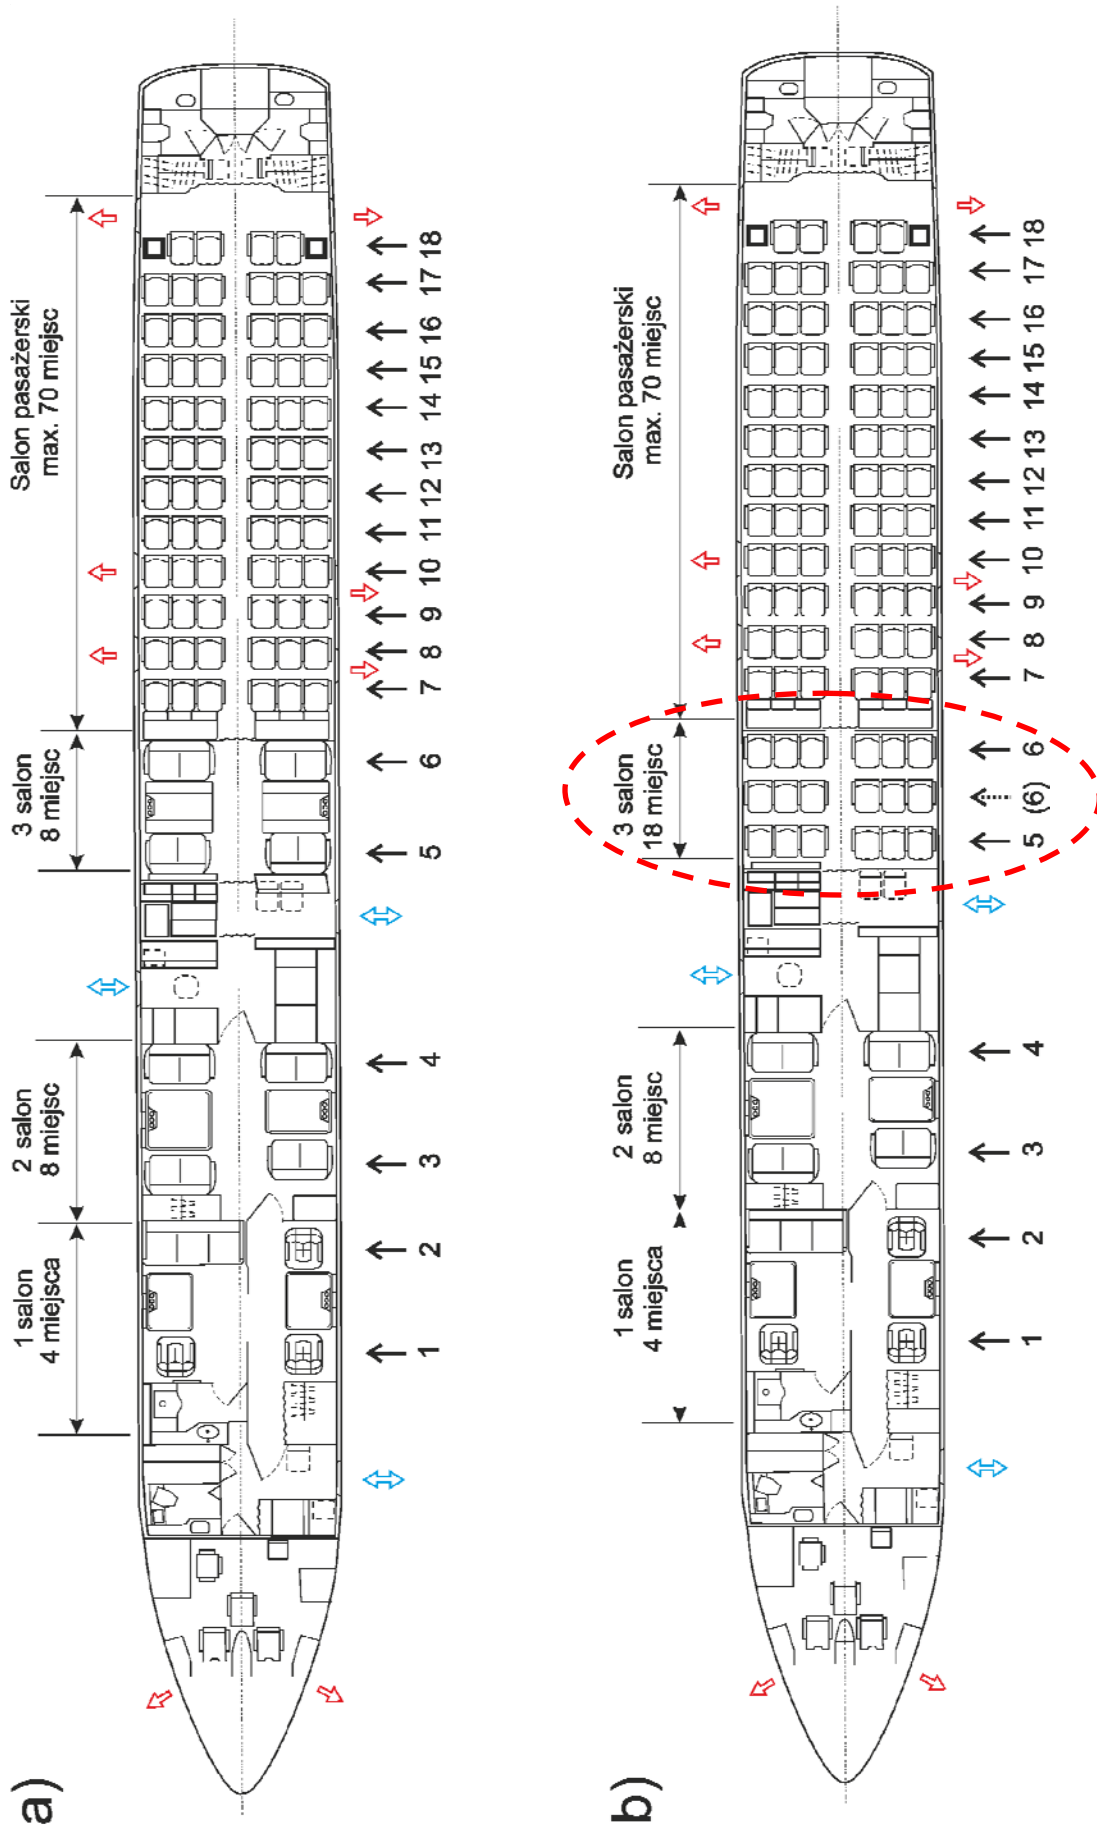 a)
1 salon
4 miejsca
2 salon
8 miejsc
3 salon
8 miejsc
Salon pasażerski
max. 70 miejsc
1 2 3 4 5 6 7 8 9 10 11 12 13 14 15 16 17 18
b)
1 salon
4 miejsca
2 salon
8 miejsc
3 salon
18 miejsc
Salon pasażerski
max. 70 miejsc
1 2 3 4 5 (6) 6 7 8 9 10 11 12 13 14 15 16 17 18